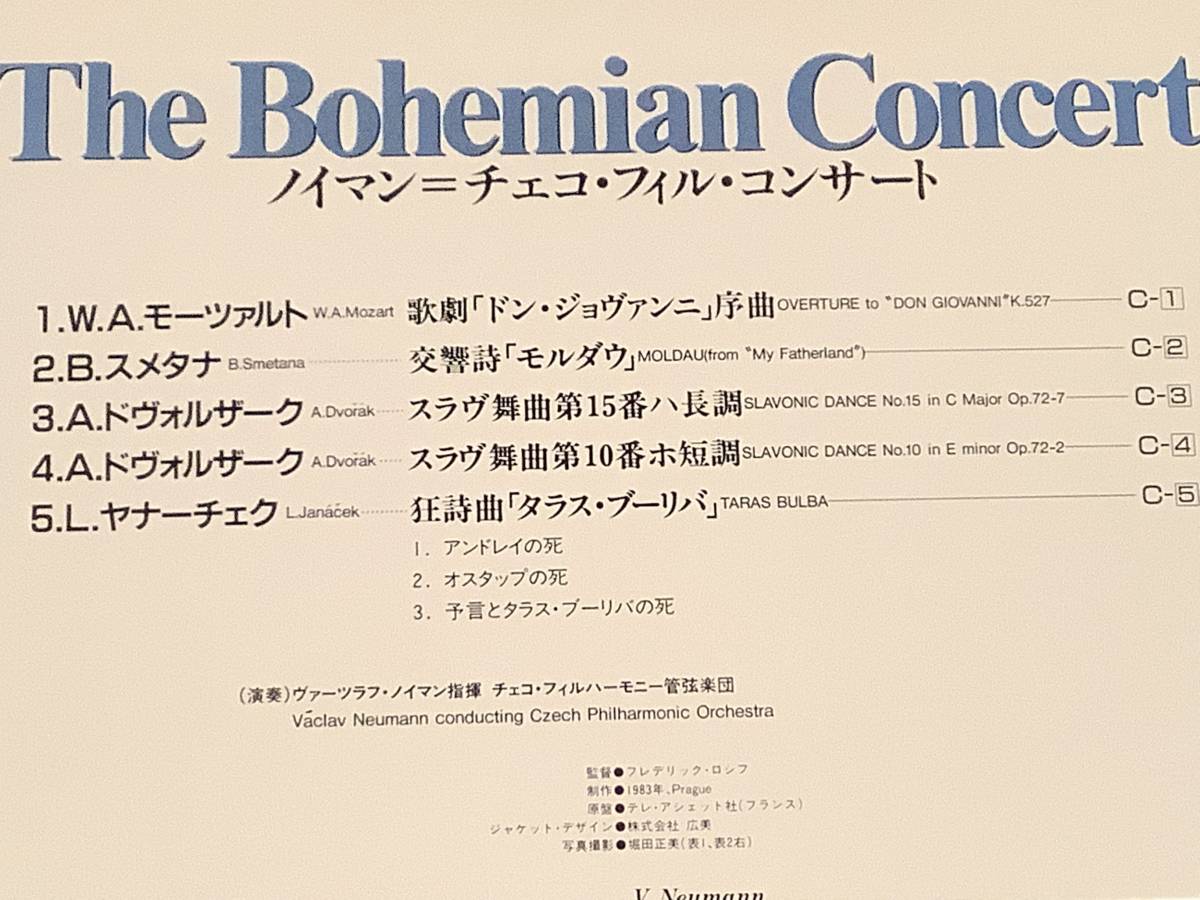 The Bohemian Concert
ノイマン＝チェコ・フィル・コンサート
1.W.A.モーツァルト W.A.Mozart 歌劇「ドン・ジョヴァンニ」序曲 OVERTURE to “DON GIOVANNI”K.527 C-1
2.B.スメタナ B.Smetana 交響詩「モルダウ」MOLDAU(from “My Fatherland”) C-2
3.A.ドヴォルザーク A.Dvořák スラヴ舞曲第15番ハ長調 SLAVONIC DANCE No.15 in C Major Op.72-7 C-3
4.A.ドヴォルザーク A.Dvořák スラヴ舞曲第10番ホ短調 SLAVONIC DANCE No.10 in E minor Op.72-2 C-4
5.L.ヤナーチェク L.Janáček 狂詩曲「タラス・ブーリバ」TARAS BULBA C-5
1. アンドレイの死
2. オスタップの死
3. 予言とタラス・ブーリバの死
(演奏)ヴァーツラフ・ノイマン指揮 チェコ・フィルハーモニー管弦楽団
Václav Neumann conducting Czech Philharmonic Orchestra
監督●フレデリック・ロシフ
制作●1983年、Prague
原盤●テレ・アシェット社(フランス)
ジャケット・デザイン●株式会社 広美
写真撮影●堀田正美(表1、表2右)
V. Neumann